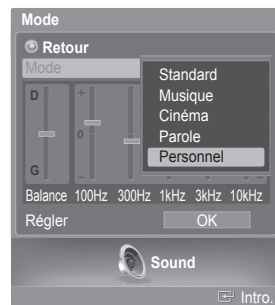 Mode
Retour
Mode
Standard
Musique
Cinéma
Parole
Personnel
D
+
0
G
–
Balance 100Hz 300Hz 1kHz 3kHz 10kHz
Régler OK
Sound
Intro.